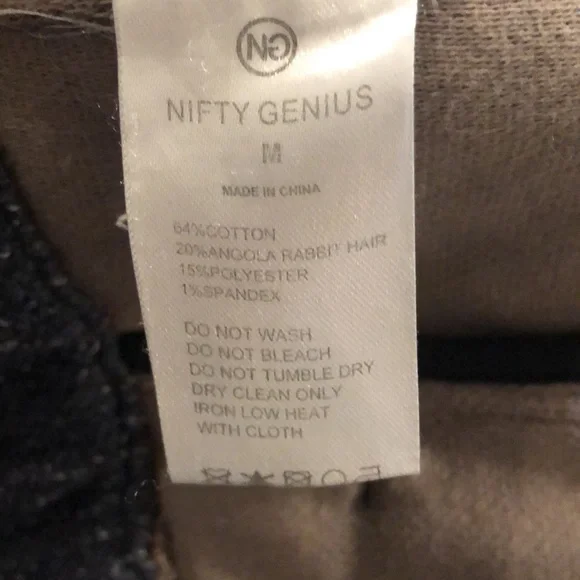 GN
NIFTY GENIUS
M
MADE IN CHINA
64%COTTON
20%ANGOLA RABBIT HAIR
15%POLYESTER
1%SPANDEX
DO NOT WASH
DO NOT BLEACH
DO NOT TUMBLE DRY
DRY CLEAN ONLY
IRON LOW HEAT
WITH CLOTH